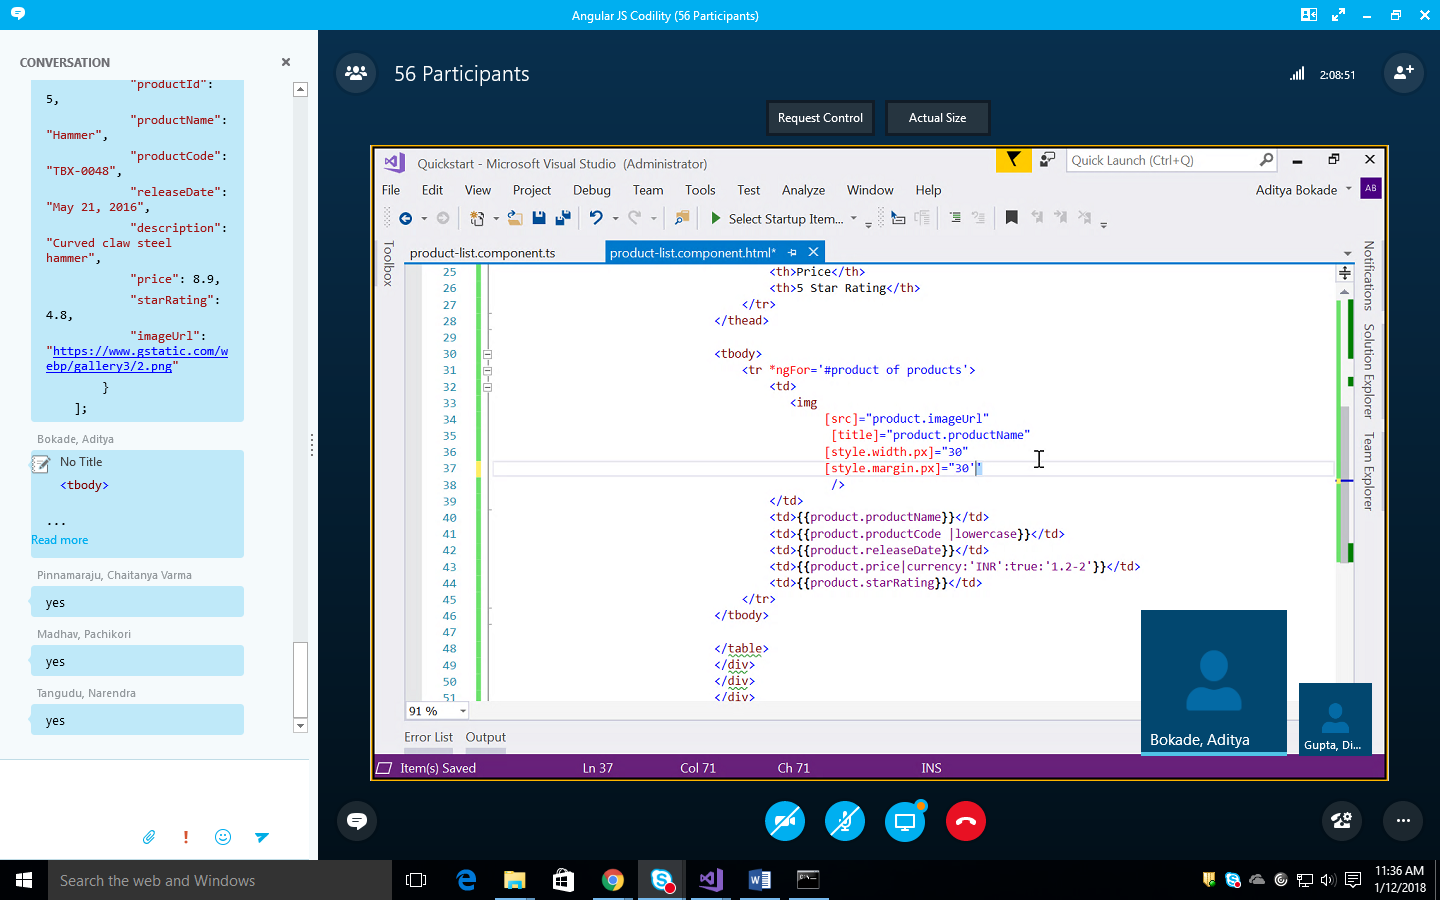 Angular JS Codility (56 Participants)
CONVERSATION
"productId":
5,
"productName":
"Hammer",
"productCode":
"TBX-0048",
"releaseDate":
"May 21, 2016",
"description":
"Curved claw steel
hammer",
"price": 8.9,
"starRating":
4.8,
"imageUrl":
"https://www.gstatic.com/w
ebp/gallery3/2.png"
}
];
Bokade, Aditya
No Title
<tbody>
...
Read more
Pinnamaraju, Chaitanya Varma
yes
Madhav, Pachikori
yes
Tangudu, Narendra
yes
56 Participants
2:08:51
Request Control
Actual Size
Quickstart - Microsoft Visual Studio (Administrator)
Quick Launch (Ctrl+Q)
File Edit View Project Debug Team Tools Test Analyze Window Help
Aditya Bokade
AB
Select Startup Item...
Toolbox
product-list.component.ts
product-list.component.html*
25 <th>Price</th>
26 <th>5 Star Rating</th>
27 </tr>
28 </thead>
29
30 <tbody>
31 <tr *ngFor='#product of products'>
32 <td>
33 <img
34 [src]="product.imageUrl"
35 [title]="product.productName"
36 [style.width.px]="30"
37 [style.margin.px]="30'"
38 />
39 </td>
40 <td>{{product.productName}}</td>
41 <td>{{product.productCode |lowercase}}</td>
42 <td>{{product.releaseDate}}</td>
43 <td>{{product.price|currency:'INR':true:'1.2-2'}}</td>
44 <td>{{product.starRating}}</td>
45 </tr>
46 </tbody>
47
48 </table>
49 </div>
50 </div>
51 </div>
91 %
Notifications
Solution Explorer
Team Explorer
Error List Output
Item(s) Saved Ln 37 Col 71 Ch 71 INS
Bokade, Aditya
Gupta, Di...
Search the web and Windows
11:36 AM
1/12/2018